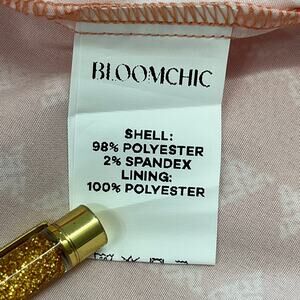 BLOOMCHIC
SHELL:
98% POLYESTER
2% SPANDEX
LINING:
100% POLYESTER